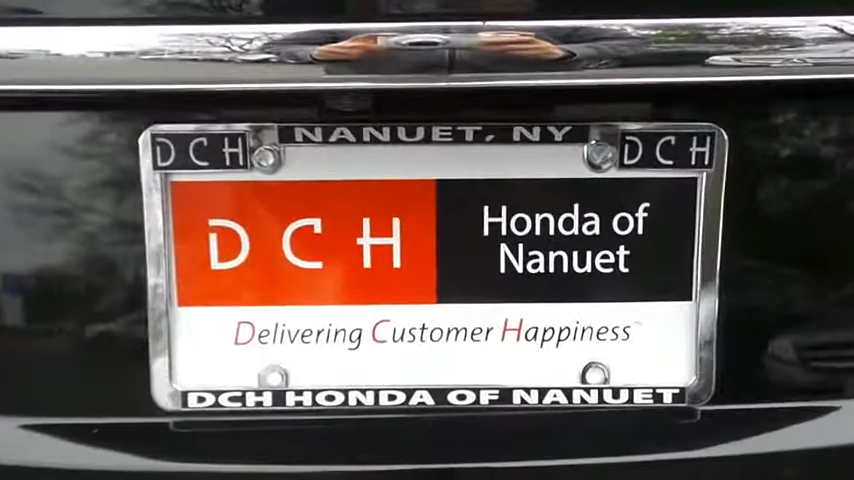 NANUET, NY
DCH
DCH
DCH
Honda of
Nanuet
Delivering Customer Happiness
DCH HONDA OF NANUET